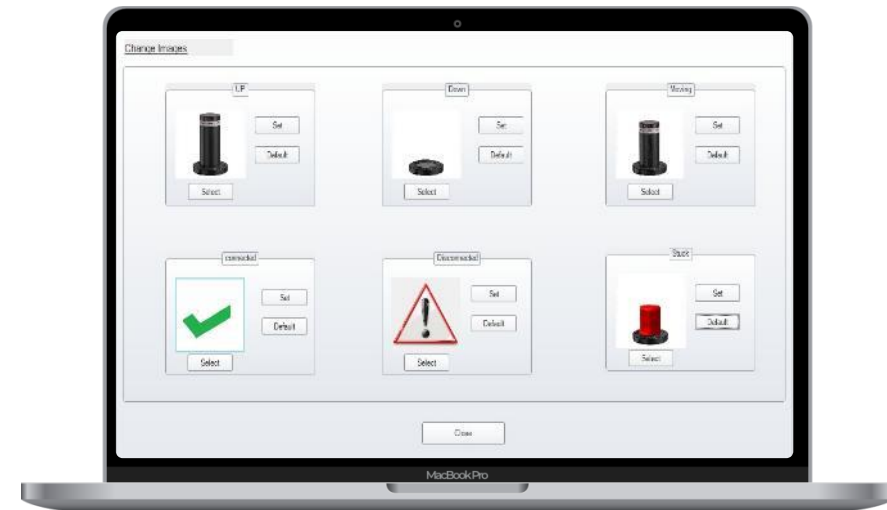 Change Images
UP
Down
Moving
Set
Set
Set
Default
Default
Default
Select
Select
Select
connected
Disconnected
Stuck
Set
Set
Set
Default
Default
Default
Select
Select
Select
Close
MacBook Pro